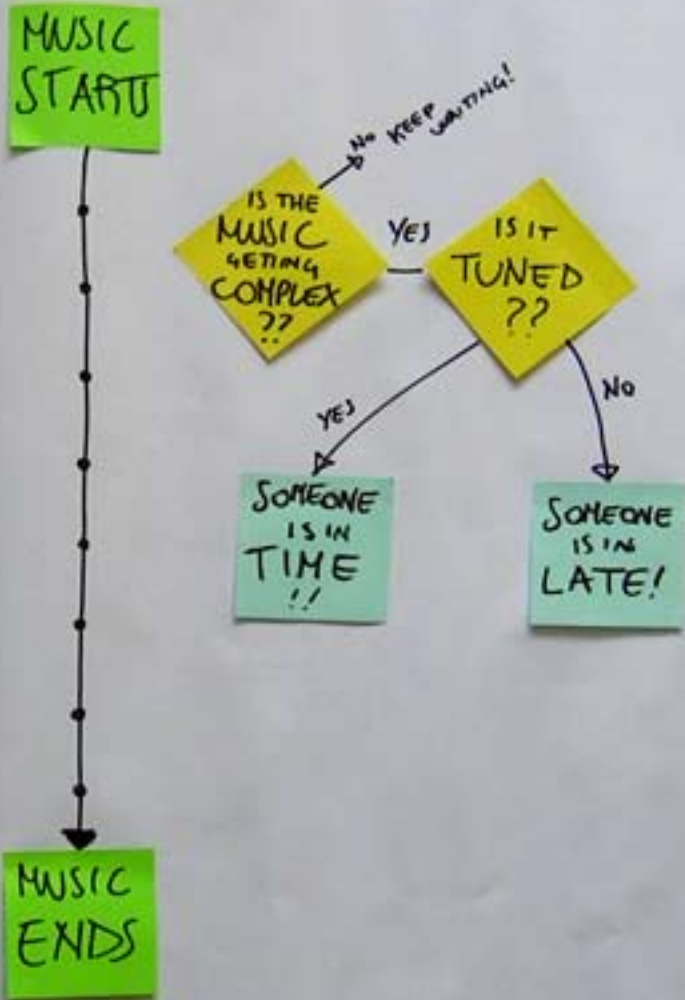 MUSIC
STARTS
NO KEEP
WAITING!
IS THE
MUSIC
GETING
COMPLEX
??
YES
IS IT
TUNED
??
YES
NO
SOMEONE
IS IN
TIME
!!
SOMEONE
IS IN
LATE!
MUSIC
ENDS